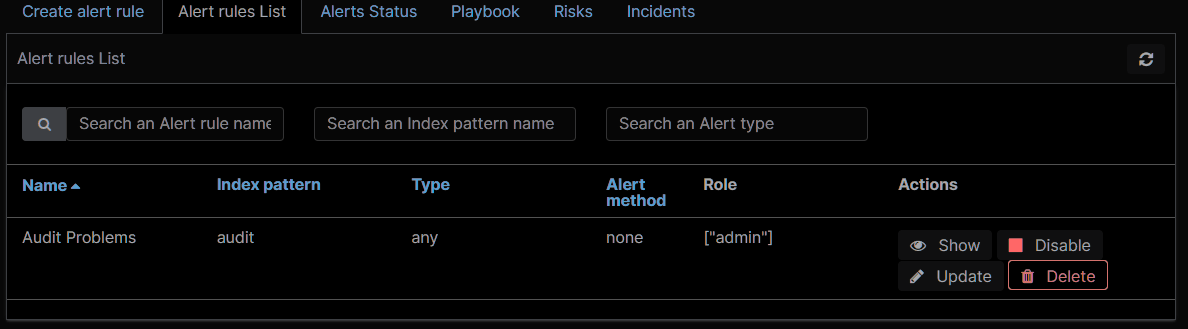 Create alert rule Alert rules List Alerts Status Playbook Risks Incidents
Alert rules List
Search an Alert rule name Search an Index pattern name Search an Alert type
Name Index pattern Type Alert method Role Actions
Audit Problems audit any none ["admin"] Show Disable
Update Delete